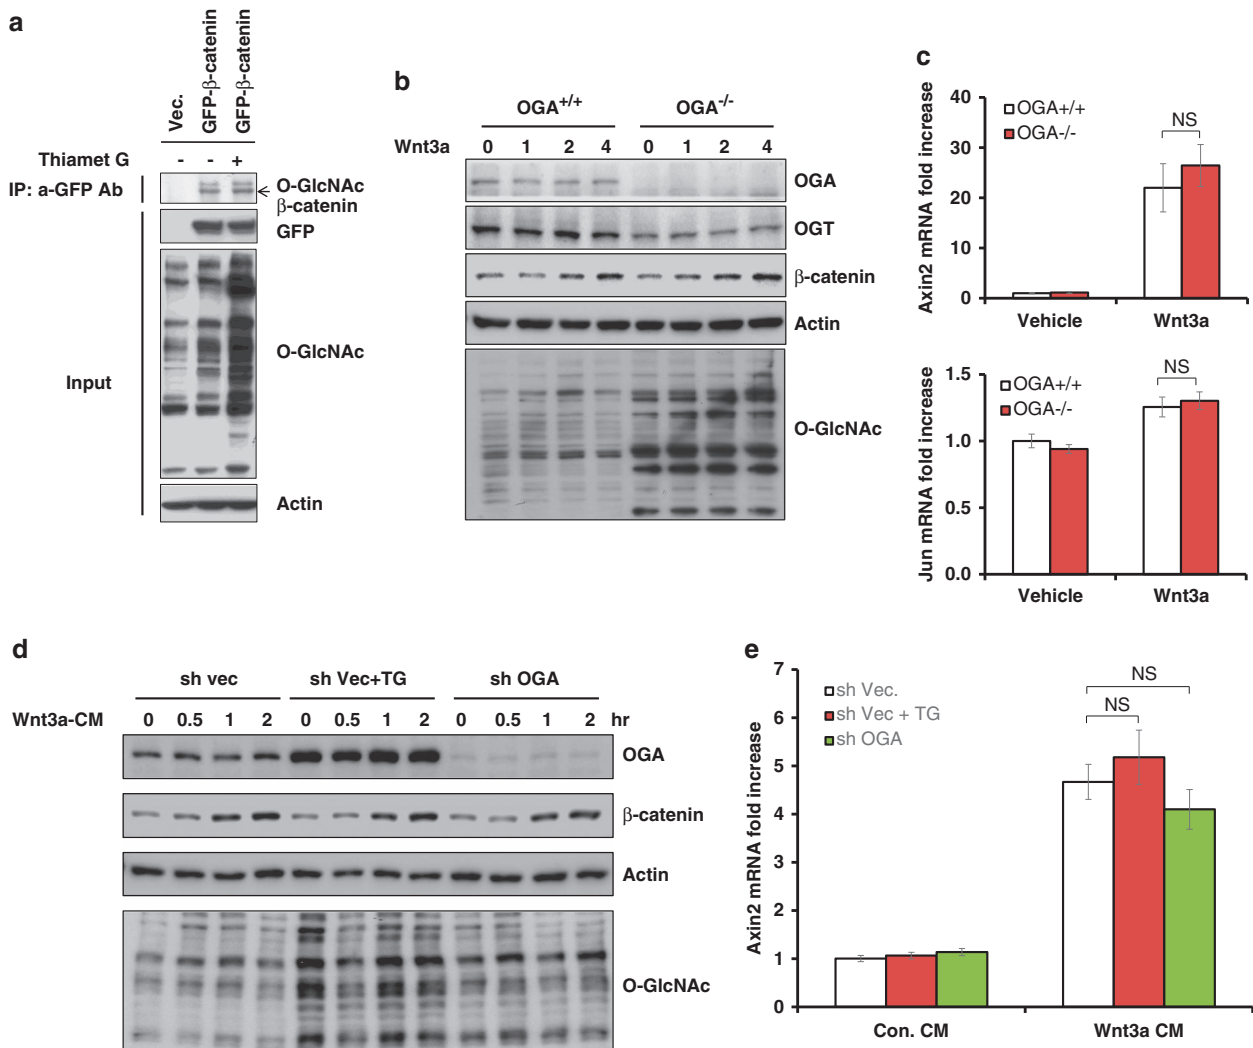 a
Vec.
GFP-β-catenin
GFP-β-catenin
Thiamet G - - +
IP: a-GFP Ab
O-GlcNAc
β-catenin
GFP
O-GlcNAc
Input
Actin
b
OGA+/+ OGA-/-
Wnt3a 0 1 2 4 0 1 2 4
OGA
OGT
β-catenin
Actin
O-GlcNAc
c
Axin2 mRNA fold increase
40
30
20
10
0
OGA+/+
OGA-/-
NS
Vehicle Wnt3a
Jun mRNA fold increase
1.5
1.0
0.5
0.0
OGA+/+
OGA-/-
NS
Vehicle Wnt3a
d
sh vec sh Vec+TG sh OGA
Wnt3a-CM 0 0.5 1 2 0 0.5 1 2 0 0.5 1 2 hr
OGA
β-catenin
Actin
O-GlcNAc
e
Axin2 mRNA fold increase
7
6
5
4
3
2
1
0
sh Vec.
sh Vec + TG
sh OGA
NS
NS
Con. CM Wnt3a CM